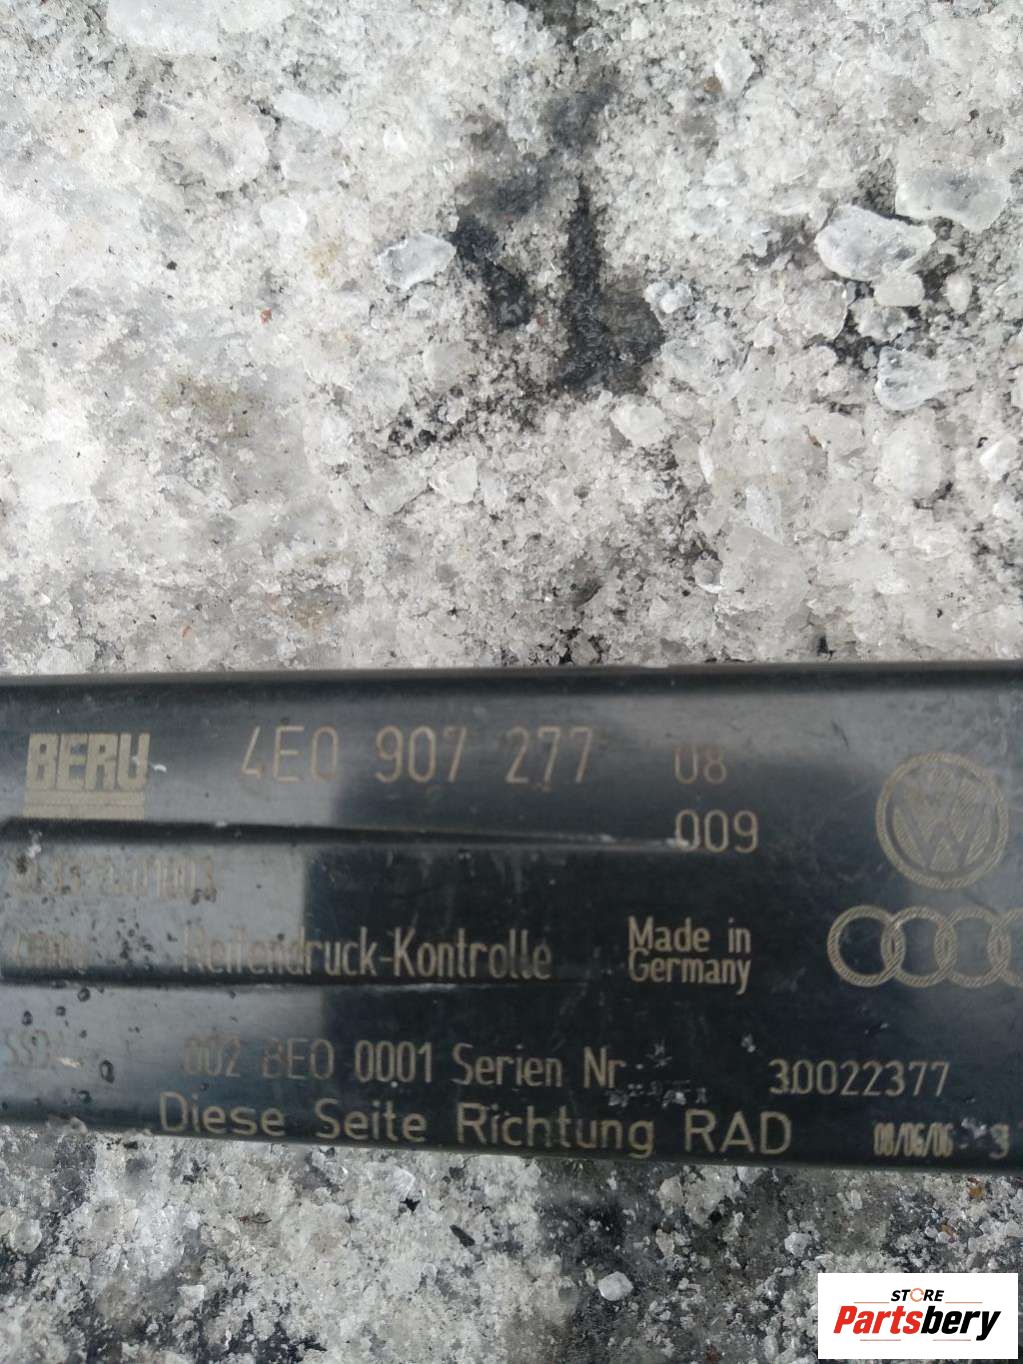 BERU 4E0 907 277 08
009
Reifendruck-Kontrolle Made in
Germany
002 BE0 0001 Serien Nr 30022377
Diese Seite Richtung RAD 08/06/06
STORE
Partsbery